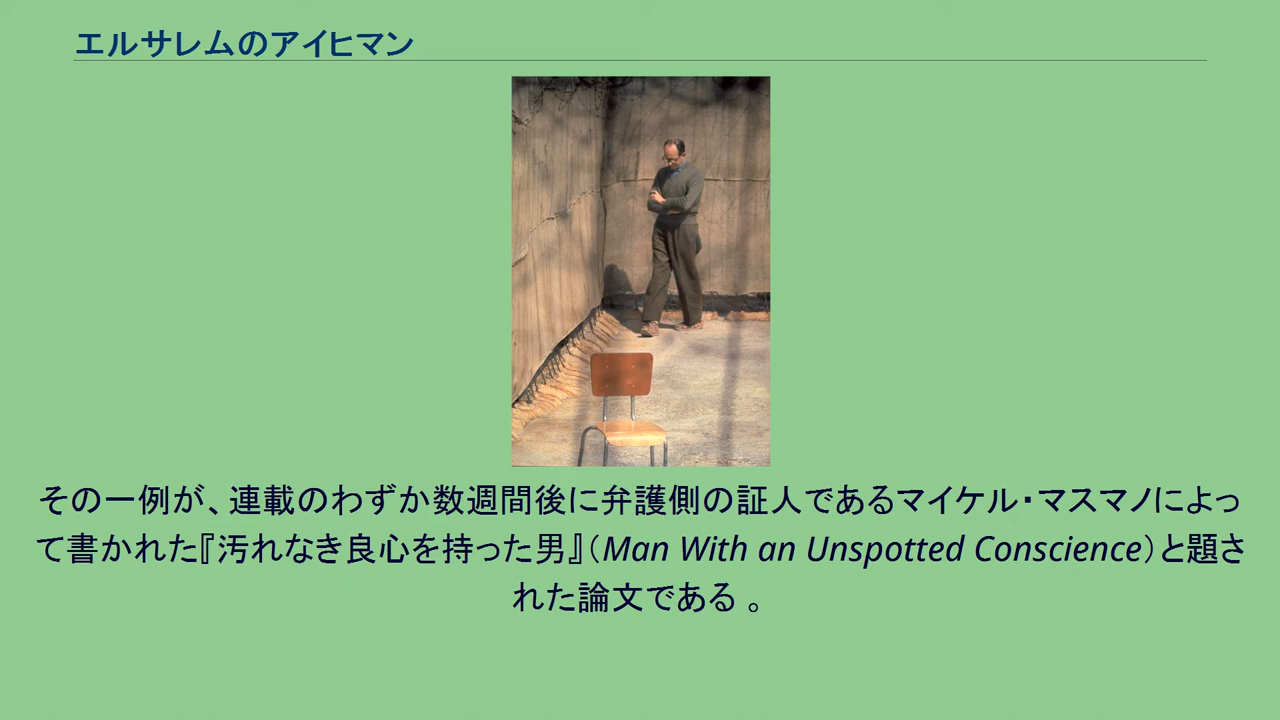 エルサレムのアイヒマン
その一例が、連載のわずか数週間後に弁護側の証人であるマイケル・マスマノによっ
て書かれた『汚れなき良心を持った男』（Man With an Unspotted Conscience）と題さ
れた論文である 。